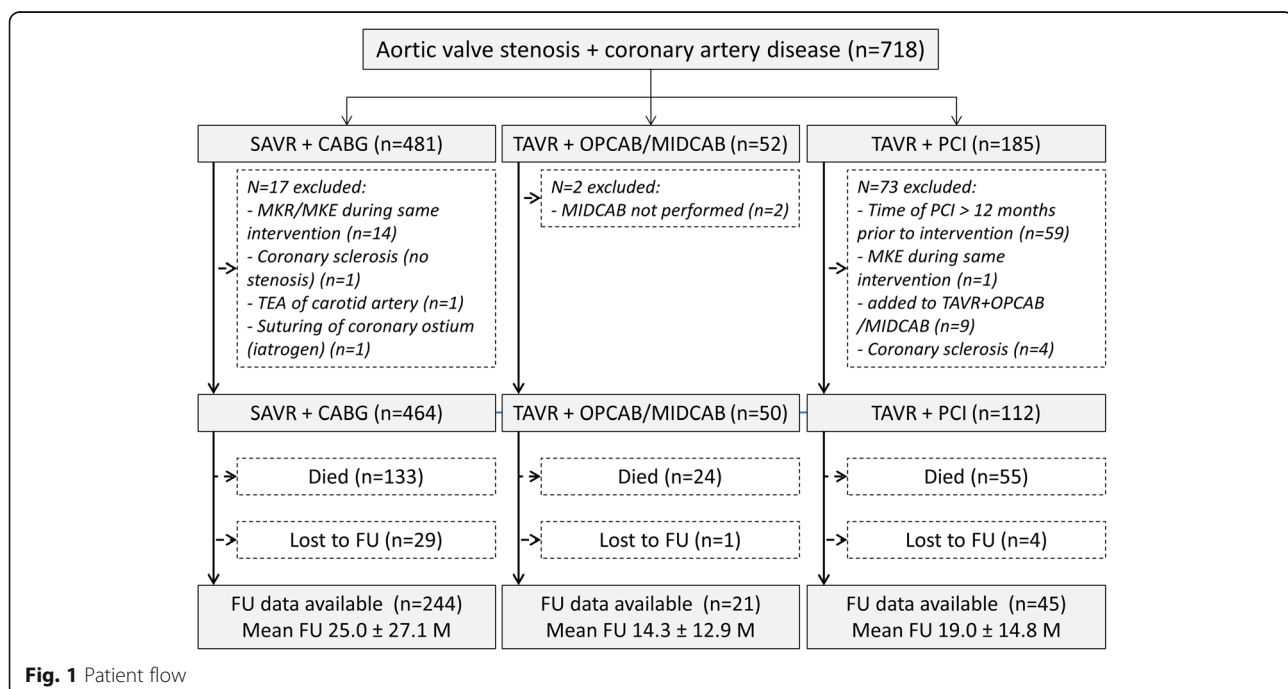 Aortic valve stenosis + coronary artery disease (n=718)
SAVR + CABG (n=481)
TAVR + OPCAB/MIDCAB (n=52)
TAVR + PCI (n=185)
N=17 excluded:
- MKR/MKE during same
intervention (n=14)
- Coronary sclerosis (no
stenosis) (n=1)
- TEA of carotid artery (n=1)
- Suturing of coronary ostium
(iatrogen) (n=1)
N=2 excluded:
- MIDCAB not performed (n=2)
N=73 excluded:
- Time of PCI > 12 months
prior to intervention (n=59)
- MKE during same
intervention (n=1)
- added to TAVR+OPCAB
/MIDCAB (n=9)
- Coronary sclerosis (n=4)
SAVR + CABG (n=464)
TAVR + OPCAB/MIDCAB (n=50)
TAVR + PCI (n=112)
Died (n=133)
Died (n=24)
Died (n=55)
Lost to FU (n=29)
Lost to FU (n=1)
Lost to FU (n=4)
FU data available (n=244)
Mean FU 25.0 ± 27.1 M
FU data available (n=21)
Mean FU 14.3 ± 12.9 M
FU data available (n=45)
Mean FU 19.0 ± 14.8 M
Fig. 1 Patient flow